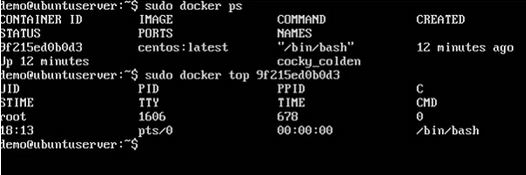 demo@ubuntuserver:~$ sudo docker ps
CONTAINER ID IMAGE COMMAND CREATED
STATUS PORTS NAMES
9f215ed0b0d3 centos:latest "/bin/bash" 12 minutes ago
Up 12 minutes cocky_colden
demo@ubuntuserver:~$ sudo docker top 9f215ed0b0d3
UID PID PPID C
STIME TTY TIME CMD
root 1606 678 0
18:13 pts/0 00:00:00 /bin/bash
demo@ubuntuserver:~$